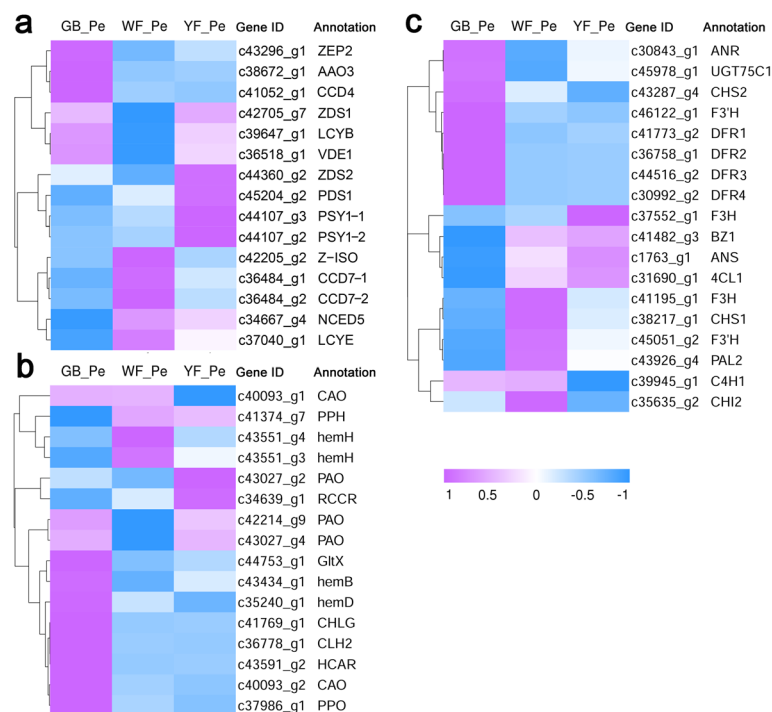 a
GB_Pe WF_Pe YF_Pe Gene ID Annotation
c43296_g1 ZEP2
c38672_g1 AAO3
c41052_g1 CCD4
c42705_g7 ZDS1
c39647_g1 LCYB
c36518_g1 VDE1
c44360_g2 ZDS2
c45204_g2 PDS1
c44107_g3 PSY1-1
c44107_g2 PSY1-2
c42205_g2 Z-ISO
c36484_g1 CCD7-1
c36484_g2 CCD7-2
c34667_g4 NCED5
c37040_g1 LCYE
b
GB_Pe WF_Pe YF_Pe Gene ID Annotation
c40093_g1 CAO
c41374_g7 PPH
c43551_g4 hemH
c43551_g3 hemH
c43027_g2 PAO
c34639_g1 RCCR
c42214_g9 PAO
c43027_g4 PAO
c44753_g1 GltX
c43434_g1 hemB
c35240_g1 hemD
c41769_g1 CHLG
c36778_g1 CLH2
c43591_g2 HCAR
c40093_g2 CAO
c37986_g1 PPO
c
GB_Pe WF_Pe YF_Pe Gene ID Annotation
c30843_g1 ANR
c45978_g1 UGT75C1
c43287_g4 CHS2
c46122_g1 F3'H
c41773_g2 DFR1
c36758_g1 DFR2
c44516_g2 DFR3
c30992_g2 DFR4
c37552_g1 F3H
c41482_g3 BZ1
c1763_g1 ANS
c31690_g1 4CL1
c41195_g1 F3H
c38217_g1 CHS1
c45051_g2 F3'H
c43926_g4 PAL2
c39945_g1 C4H1
c35635_g2 CHI2
1 0.5 0 -0.5 -1